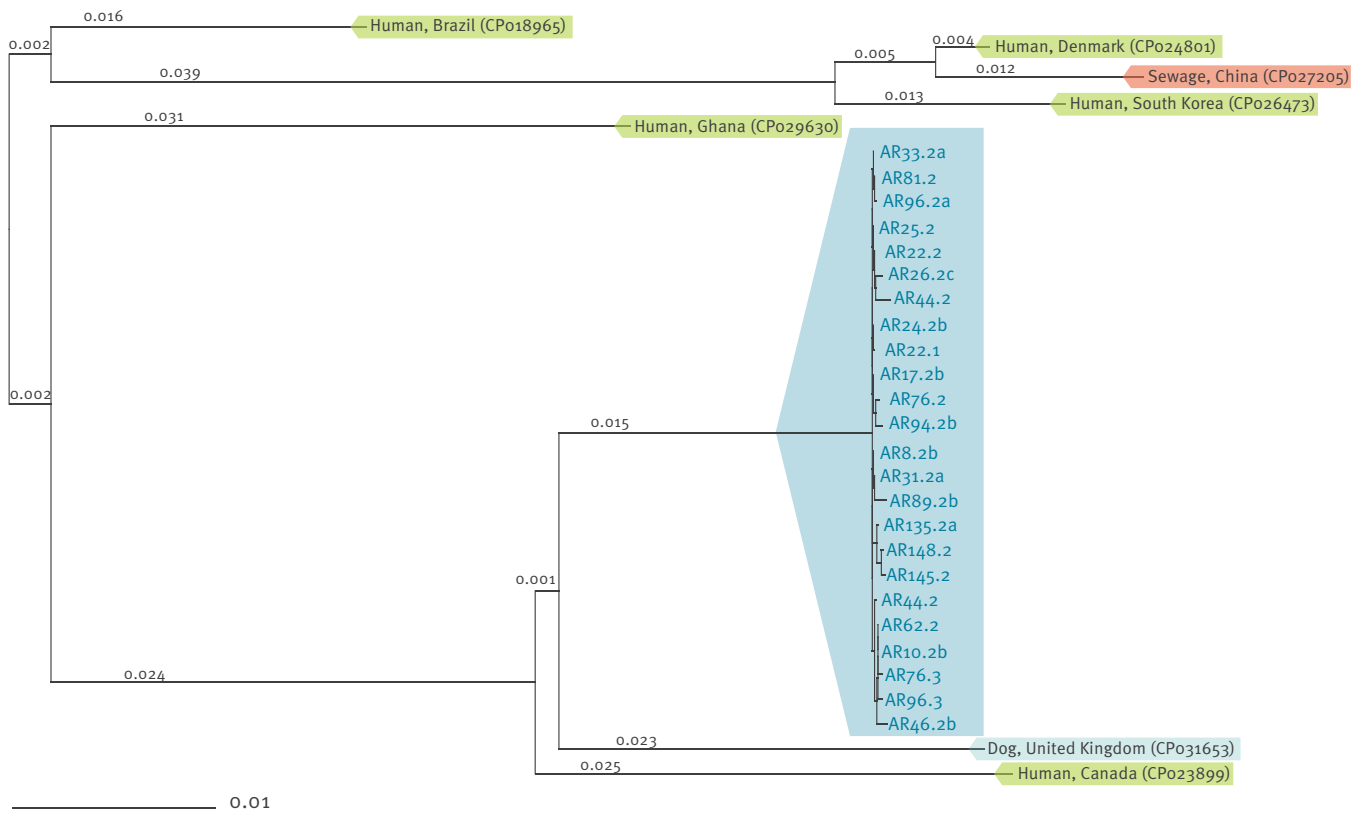 0.016
Human, Brazil (CP018965)
0.002
0.004
Human, Denmark (CP024801)
0.005
0.039
0.012
Sewage, China (CP027205)
0.013
Human, South Korea (CP026473)
0.031
Human, Ghana (CP029630)
AR33.2a
AR81.2
AR96.2a
AR25.2
AR22.2
AR26.2c
AR44.2
AR24.2b
AR22.1
AR17.2b
0.002
AR76.2
0.015
AR94.2b
AR8.2b
AR31.2a
AR89.2b
AR135.2a
AR148.2
AR145.2
0.001
AR44.2
AR62.2
AR10.2b
0.024
AR76.3
AR96.3
AR46.2b
0.023
Dog, United Kingdom (CP031653)
0.025
Human, Canada (CP023899)
0.01